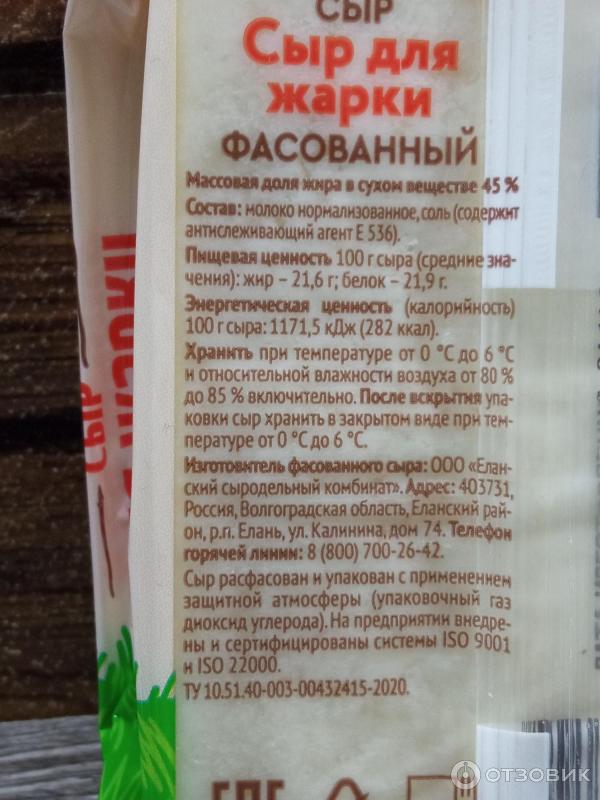 СЫР
Сыр для
жарки
ФАСОВАННЫЙ
Массовая доля жира в сухом веществе 45 %
Состав: молоко нормализованное, соль (содержит
антислеживающий агент Е 536).
Пищевая ценность 100 г сыра (средние зна-
чения): жир – 21,6 г; белок – 21,9 г.
Энергетическая ценность (калорийность)
100 г сыра: 1171,5 кДж (282 ккал).
Хранить при температуре от 0 °С до 6 °С
и относительной влажности воздуха от 80 %
до 85 % включительно. После вскрытия упа-
ковки сыр хранить в закрытом виде при тем-
пературе от 0 °С до 6 °С.
Изготовитель фасованного сыра: ООО «Елан-
ский сыродельный комбинат». Адрес: 403731,
Россия, Волгоградская область, Еланский рай-
он, р.п. Елань, ул. Калинина, дом 74. Телефон
горячей линии: 8 (800) 700-26-42.
Сыр расфасован и упакован с применением
защитной атмосферы (упаковочный газ
диоксид углерода). На предприятии внедре-
ны и сертифицированы системы ISO 9001
и ISO 22000.
ТУ 10.51.40-003-00432415-2020.
СЫР
ОТЗОВИК